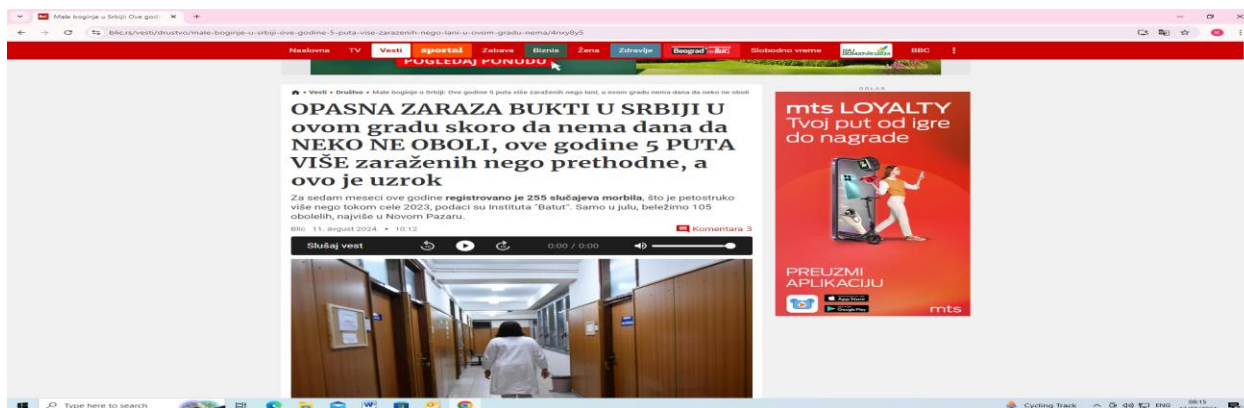 Male boginje u Srbiji: Ove godi
blic.rs/vesti/drustvo/male-boginje-u-srbiji-ove-godine-5-puta-vise-zarazenih-nego-lani-u-ovom-gradu-nema/4nxy8y5
Naslovna TV Vesti sportal Zabava Biznis Žena Zdravlje Beograd Blic Slobodno vreme BBC
POGLEDAJ PONUDU
OGLAS
Vesti • Društvo • Male boginje u Srbiji: Ove godine 5 puta više zaraženih nego lani, u ovom gradu nema dana da neko ne oboli
OPASNA ZARAZA BUKTI U SRBIJI U
ovom gradu skoro da nema dana da
NEKO NE OBOLI, ove godine 5 PUTA
VIŠE zaraženih nego prethodne, a
ovo je uzrok
Za sedam meseci ove godine registrovano je 255 slučajeva morbila, što je petostruko
više nego tokom cele 2023, podaci su Instituta "Batut". Samo u julu, beležimo 105
obolelih, najviše u Novom Pazaru.
Blic 11. avgust 2024. • 10:12
Komentara 3
Slušaj vest 0:00 / 0:00
mts LOYALTY
Tvoj put od igre
do nagrade
PREUZMI
APLIKACIJU
App Store
Google Play
mts
Type here to search
Cycling Track ENG 08:15